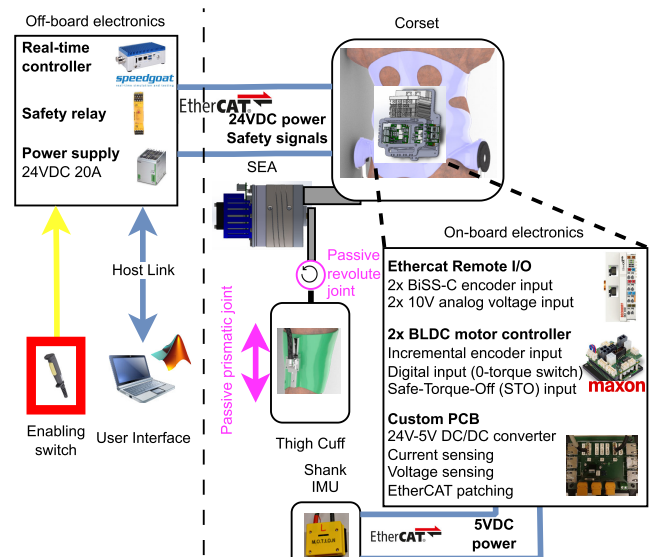 Off-board electronics
Real-time
controller
speedgoat
Safety relay
Power supply
24VDC 20A
Host Link
Enabling
switch
User Interface
EtherCAT
24VDC power
Safety signals
SEA
Corset
Passive
revolute
joint
Passive prismatic joint
Thigh Cuff
On-board electronics
Ethercat Remote I/O
2x BiSS-C encoder input
2x 10V analog voltage input
2x BLDC motor controller
Incremental encoder input
Digital input (0-torque switch)
Safe-Torque-Off (STO) input
maxon
Custom PCB
24V-5V DC/DC converter
Current sensing
Voltage sensing
EtherCAT patching
Shank
IMU
EtherCAT
5VDC
power